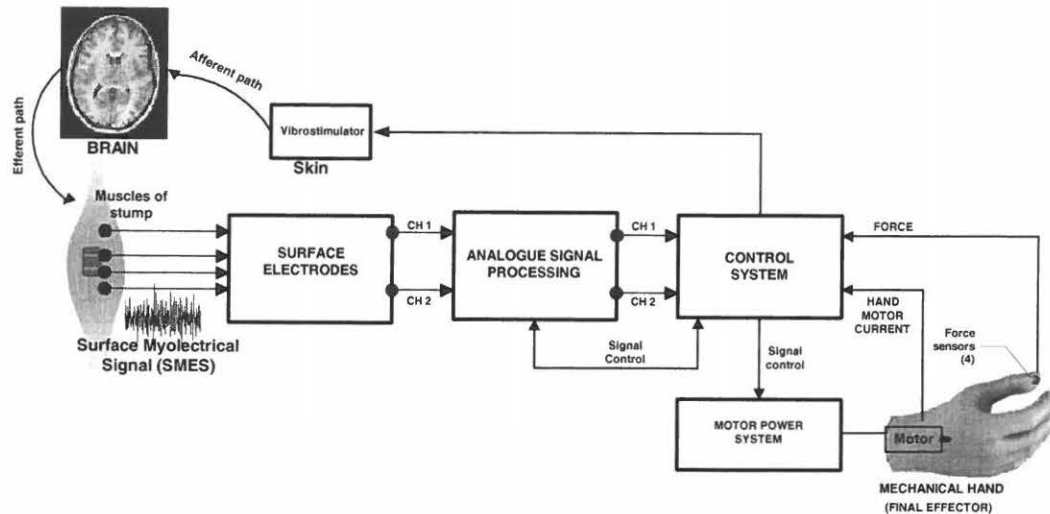 Efferent path
BRAIN
Afferent path
Vibrostimulator
Skin
Muscles of
stump
Surface Myolectrical
Signal (SMES)
SURFACE
ELECTRODES
CH 1
CH 2
ANALOGUE SIGNAL
PROCESSING
CH 1
CH 2
Signal
Control
CONTROL
SYSTEM
Signal
control
MOTOR POWER
SYSTEM
FORCE
HAND
MOTOR
CURRENT
Force
sensors
(4)
Motor
MECHANICAL HAND
(FINAL EFFECTOR)